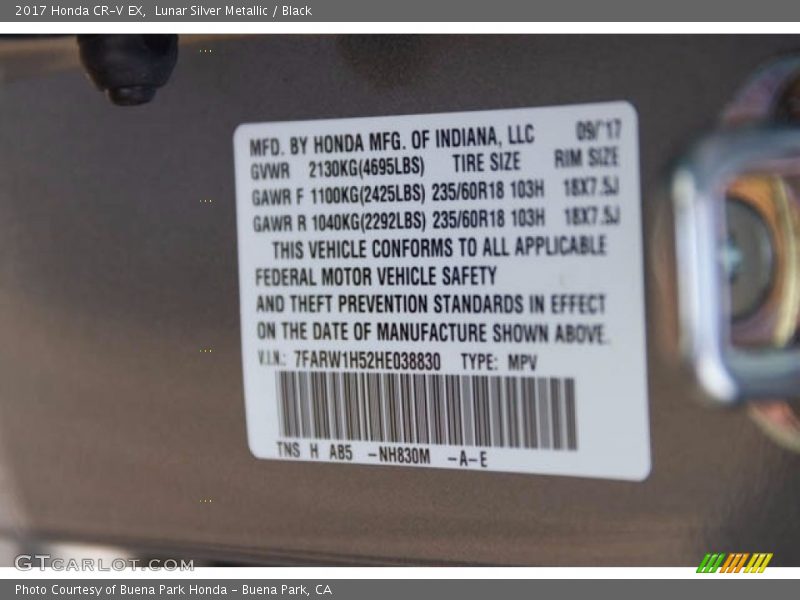 2017 Honda CR-V EX, Lunar Silver Metallic / Black
MFD. BY HONDA MFG. OF INDIANA, LLC 09/'17
GVWR 2130KG(4695LBS) TIRE SIZE RIM SIZE
GAWR F 1100KG(2425LBS) 235/60R18 103H 18X7.5J
GAWR R 1040KG(2292LBS) 235/60R18 103H 18X7.5J
THIS VEHICLE CONFORMS TO ALL APPLICABLE
FEDERAL MOTOR VEHICLE SAFETY
AND THEFT PREVENTION STANDARDS IN EFFECT
ON THE DATE OF MANUFACTURE SHOWN ABOVE.
V.I.N.: 7FARW1H52HE038830 TYPE: MPV
TNS H AB5 -NH830M -A-E
GTcarlot.com
Photo Courtesy of Buena Park Honda - Buena Park, CA